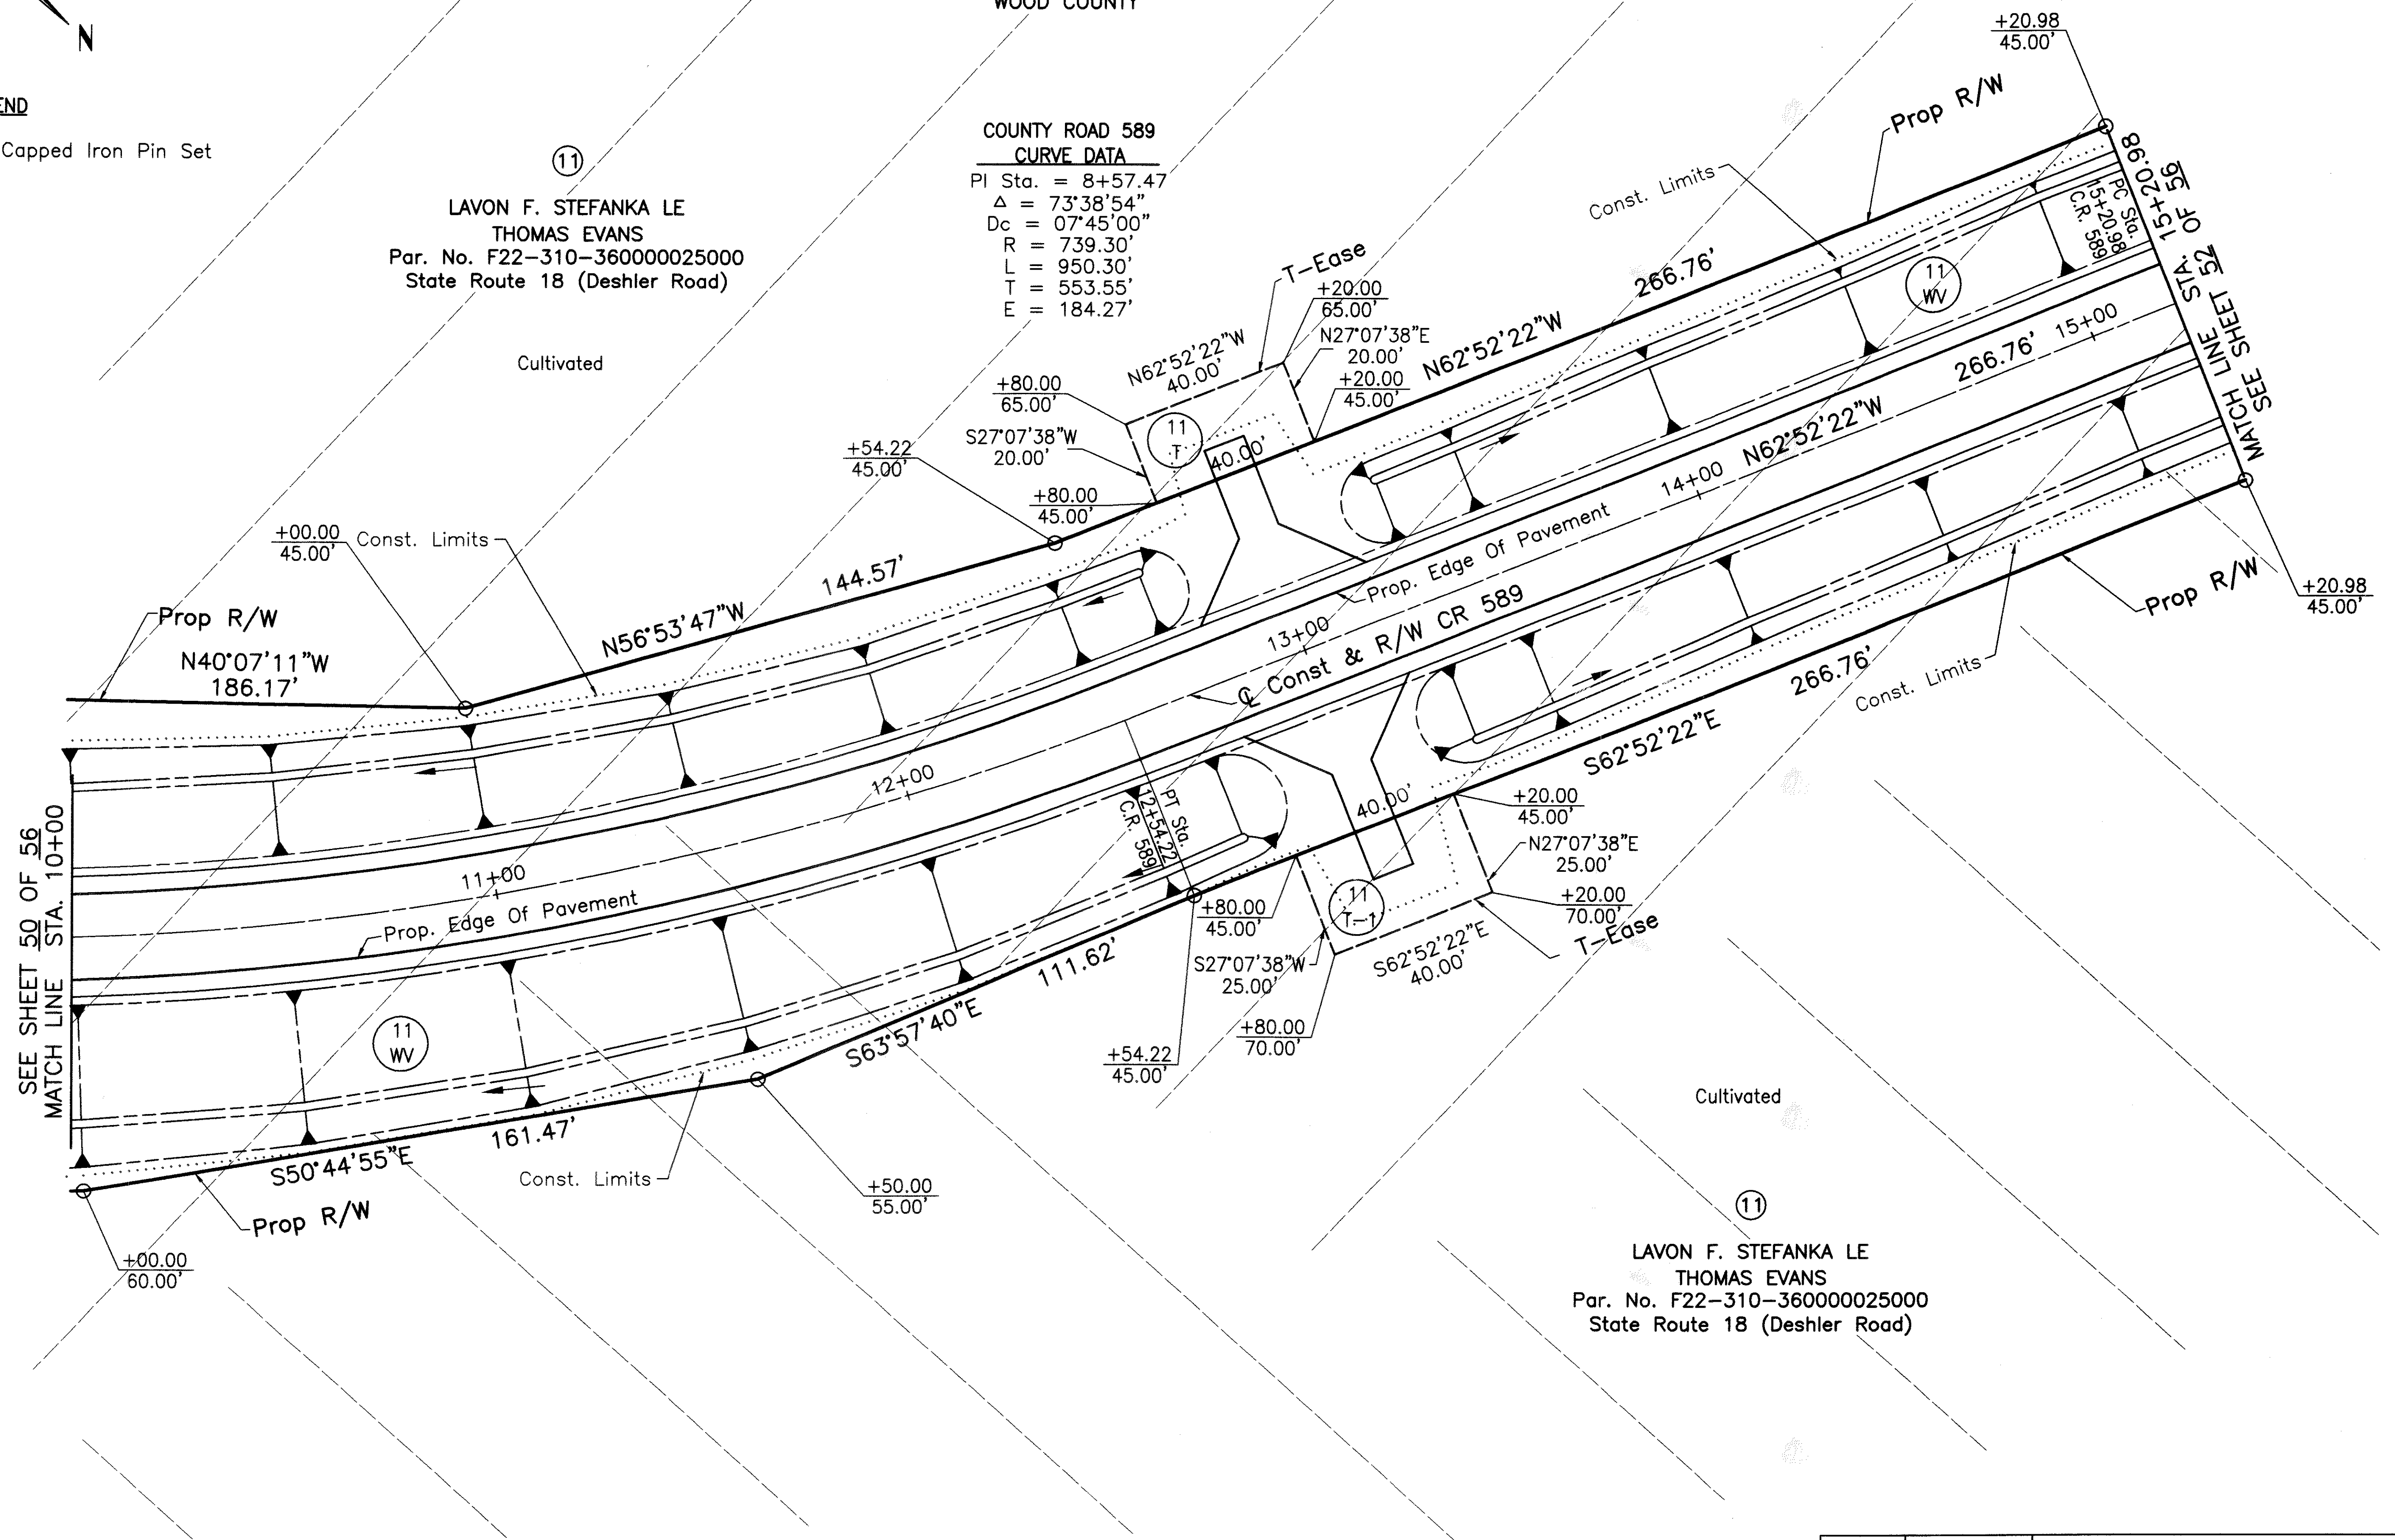 WOOD COUNTY
N
END
Capped Iron Pin Set
11
LAVON F. STEFANKA LE
THOMAS EVANS
Par. No. F22-310-360000025000
State Route 18 (Deshler Road)
Cultivated
COUNTY ROAD 589
CURVE DATA
PI Sta. = 8+57.47
Δ = 73°38'54"
Dc = 07°45'00"
R = 739.30'
L = 950.30'
T = 553.55'
E = 184.27'
+20.98
45.00'
Prop R/W
Const. Limits
266.76'
N62°52'22"W
11
WV
PC Sta.
15+20.98
C.R. 589
MATCH LINE STA. 15+20.98
SEE SHEET 52 OF 56
T-Ease
+20.00
65.00'
N27°07'38"E
20.00'
+20.00
45.00'
N62°52'22"W
40.00'
+80.00
65.00'
S27°07'38"W
20.00'
11
T
40.00'
+80.00
45.00'
+54.22
45.00'
+00.00
45.00'
Const. Limits
144.57'
N56°53'47"W
Prop R/W
N40°07'11"W
186.17'
15+00
266.76'
N62°52'22"W
14+00
Prop. Edge Of Pavement
13+00
℄ Const & R/W CR 589
12+00
11+00
Prop. Edge Of Pavement
PT Sta.
12+54.22
C.R. 589
SEE SHEET 50 OF 56
MATCH LINE STA. 10+00
11
WV
+20.98
45.00'
Prop R/W
Const. Limits
266.76'
S62°52'22"E
40.00'
+20.00
45.00'
N27°07'38"E
25.00'
+20.00
70.00'
T-Ease
S62°52'22"E
40.00'
11
T-1
+80.00
45.00'
S27°07'38"W
25.00'
+80.00
70.00'
+54.22
45.00'
111.62'
S63°57'40"E
+50.00
55.00'
161.47'
S50°44'55"E
Const. Limits
Prop R/W
+00.00
60.00'
Cultivated
11
LAVON F. STEFANKA LE
THOMAS EVANS
Par. No. F22-310-360000025000
State Route 18 (Deshler Road)